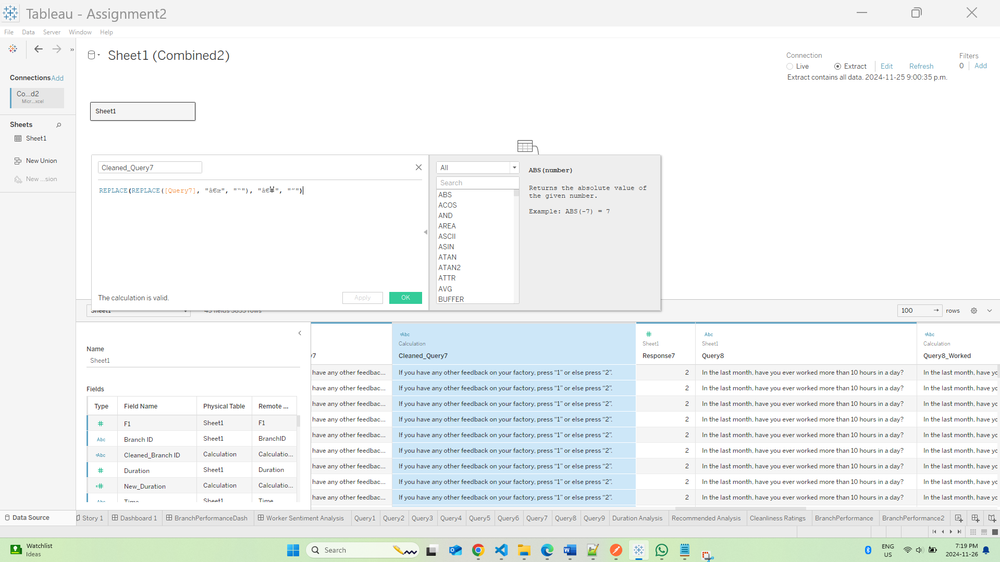 Tableau - Assignment2
File Data Server Window Help
Sheet1 (Combined2)
Connection
Live Extract Edit Refresh
Extract contains all data. 2024-11-25 9:00:35 p.m.
Filters
0 Add
Connections Add
Co...d2
Micr...xcel
Sheets
Sheet1
New Union
New ...sion
Sheet1
Cleaned_Query7
REPLACE(REPLACE([Query7], "â€œ", "“"), "â€¥", "”")
The calculation is valid.
Apply OK
All
Search
ABS
ACOS
AND
AREA
ASCII
ASIN
ATAN
ATAN2
ATTR
AVG
BUFFER
ABS(number)
Returns the absolute value of
the given number.
Example: ABS(-7) = 7
Sheet1
100 rows
Name
Sheet1
Fields
Type Field Name Physical Table Remote ...
F1 Sheet1 F1
Abc Branch ID Sheet1 BranchID
=Abc Cleaned_Branch ID Calculation Calculatio...
Duration Sheet1 Duration
New_Duration Calculation Calculatio...
Abc Time Sheet1 Time
=Abc Abc =Abc
Calculation Sheet1 Sheet1 Calculation
y7 Cleaned_Query7 Response7 Query8 Query8_Worked
have any other feedbac... If you have any other feedback on your factory, press “1” or else press “2”. 2 In the last month, have you ever worked more than 10 hours in a day? In the last month, have yo
have any other feedbac... If you have any other feedback on your factory, press “1” or else press “2”. 2 In the last month, have you ever worked more than 10 hours in a day? In the last month, have yo
have any other feedbac... If you have any other feedback on your factory, press “1” or else press “2”. 2 In the last month, have you ever worked more than 10 hours in a day? In the last month, have yo
have any other feedbac... If you have any other feedback on your factory, press “1” or else press “2”. 2 In the last month, have you ever worked more than 10 hours in a day? In the last month, have yo
have any other feedbac... If you have any other feedback on your factory, press “1” or else press “2”. 2 In the last month, have you ever worked more than 10 hours in a day? In the last month, have yo
have any other feedbac... If you have any other feedback on your factory, press “1” or else press “2”. 2 In the last month, have you ever worked more than 10 hours in a day? In the last month, have yo
have any other feedbac... If you have any other feedback on your factory, press “1” or else press “2”. 2 In the last month, have you ever worked more than 10 hours in a day? In the last month, have yo
have any other feedbac... If you have any other feedback on your factory, press “1” or else press “2”. 2 In the last month, have you ever worked more than 10 hours in a day? In the last month, have yo
have any other feedbac... If you have any other feedback on your factory, press “1” or else press “2”. 2 In the last month, have you ever worked more than 10 hours in a day? In the last month, have yo
Data Source Story 1 Dashboard 1 BranchPerformanceDash Worker Sentiment Analysis Query1 Query2 Query3 Query4 Query5 Query6 Query7 Query8 Query9 Duration Analysis Recommended Analysis Cleanliness Ratings BranchPerformance BranchPerformance2
Watchlist
Ideas
Search
ENG
US
7:19 PM
2024-11-26